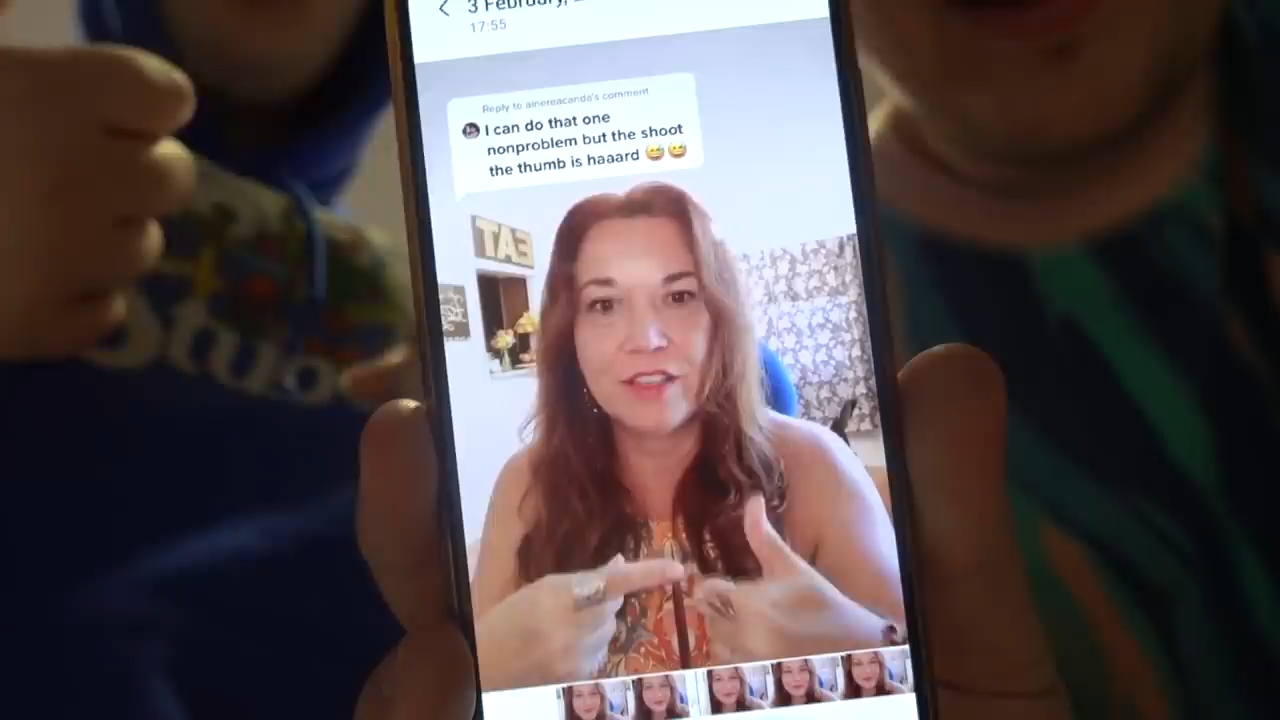 3 February,
17:55
Reply to ainereacanda's comment
I can do that one
nonproblem but the shoot
the thumb is haaard 😅😅
EAT